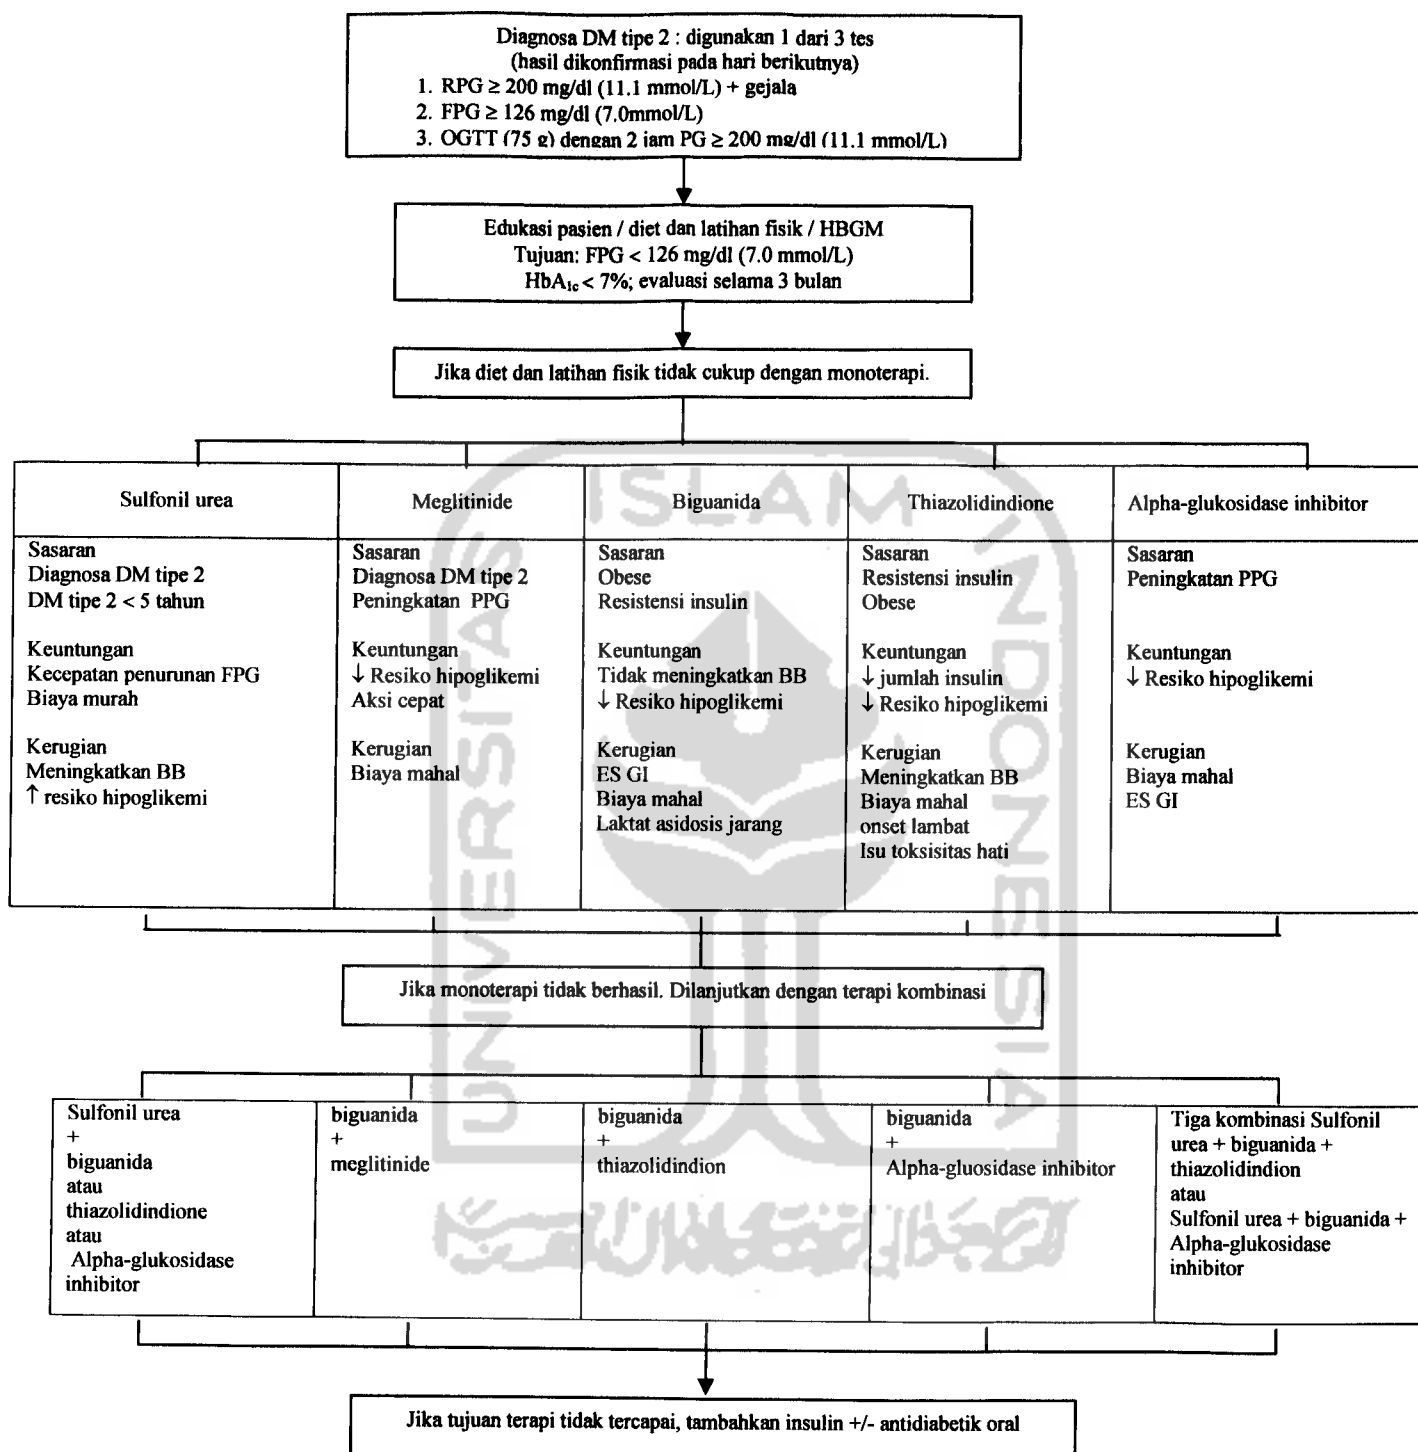 Diagnosa DM tipe 2 : digunakan 1 dari 3 tes
(hasil dikonfirmasi pada hari berikutnya)
1. RPG ≥ 200 mg/dl (11.1 mmol/L) + gejala
2. FPG ≥ 126 mg/dl (7.0mmol/L)
3. OGTT (75 g) dengan 2 jam PG ≥ 200 mg/dl (11.1 mmol/L)
Edukasi pasien / diet dan latihan fisik / HBGM
Tujuan: FPG < 126 mg/dl (7.0 mmol/L)
HbA1c < 7%; evaluasi selama 3 bulan
Jika diet dan latihan fisik tidak cukup dengan monoterapi.
Sulfonil urea
Sasaran
Diagnosa DM tipe 2
DM tipe 2 < 5 tahun
Keuntungan
Kecepatan penurunan FPG
Biaya murah
Kerugian
Meningkatkan BB
↑ resiko hipoglikemi
Meglitinide
Sasaran
Diagnosa DM tipe 2
Peningkatan PPG
Keuntungan
↓ Resiko hipoglikemi
Aksi cepat
Kerugian
Biaya mahal
Biguanida
Sasaran
Obese
Resistensi insulin
Keuntungan
Tidak meningkatkan BB
↓ Resiko hipoglikemi
Kerugian
ES GI
Biaya mahal
Laktat asidosis jarang
Thiazolidindione
Sasaran
Resistensi insulin
Obese
Keuntungan
↓ jumlah insulin
↓ Resiko hipoglikemi
Kerugian
Meningkatkan BB
Biaya mahal
onset lambat
Isu toksisitas hati
Alpha-glukosidase inhibitor
Sasaran
Peningkatan PPG
Keuntungan
↓ Resiko hipoglikemi
Kerugian
Biaya mahal
ES GI
Jika monoterapi tidak berhasil. Dilanjutkan dengan terapi kombinasi
Sulfonil urea
+
biguanida
atau
thiazolidindione
atau
Alpha-glukosidase
inhibitor
biguanida
+
meglitinide
biguanida
+
thiazolidindion
biguanida
+
Alpha-gluosidase inhibitor
Tiga kombinasi Sulfonil
urea + biguanida +
thiazolidindion
atau
Sulfonil urea + biguanida +
Alpha-glukosidase
inhibitor
Jika tujuan terapi tidak tercapai, tambahkan insulin +/- antidiabetik oral
UNIVERSITAS
ISLAM
INDONESIA